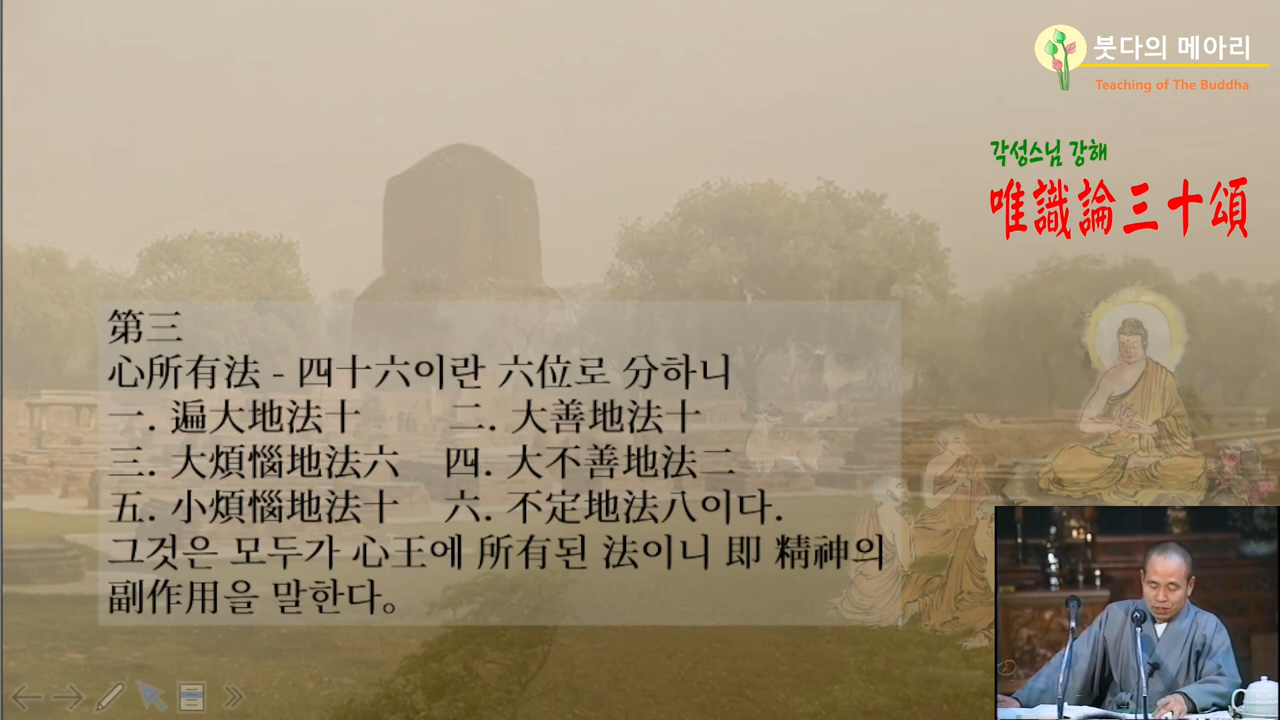 붓다의 메아리
Teaching of The Buddha
각성스님 강해
唯識論三十頌
第三
心所有法 - 四十六이란 六位로 分하니
一. 遍大地法十 二. 大善地法十
三. 大煩惱地法六 四. 大不善地法二
五. 小煩惱地法十 六. 不定地法八이다.
그것은 모두가 心王에 所有된 法이니 即 精神의
副作用을 말한다。